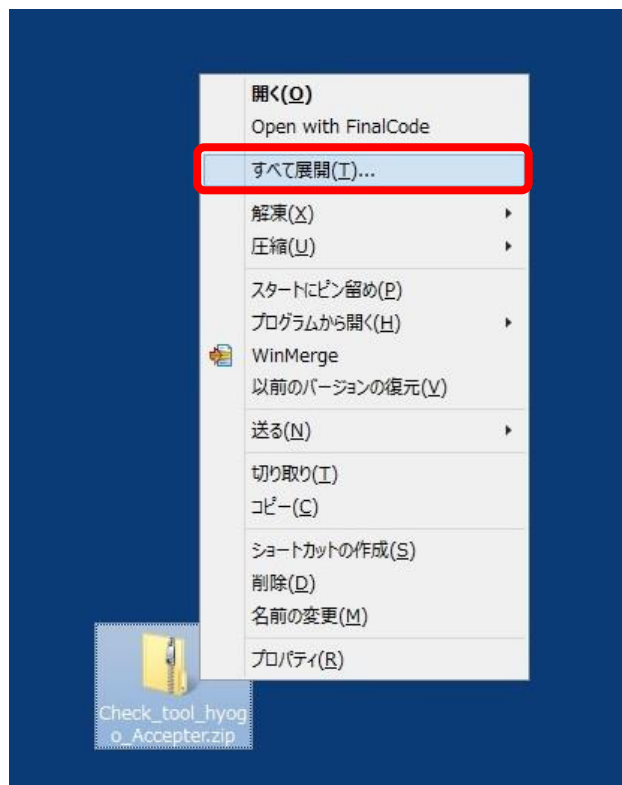 開く(O)
Open with FinalCode
すべて展開(T)...
解凍(X)
圧縮(U)
スタートにピン留め(P)
プログラムから開く(H)
WinMerge
以前のバージョンの復元(V)
送る(N)
切り取り(T)
コピー(C)
ショートカットの作成(S)
削除(D)
名前の変更(M)
プロパティ(R)
Check_tool_hyog
o_Accepter.zip